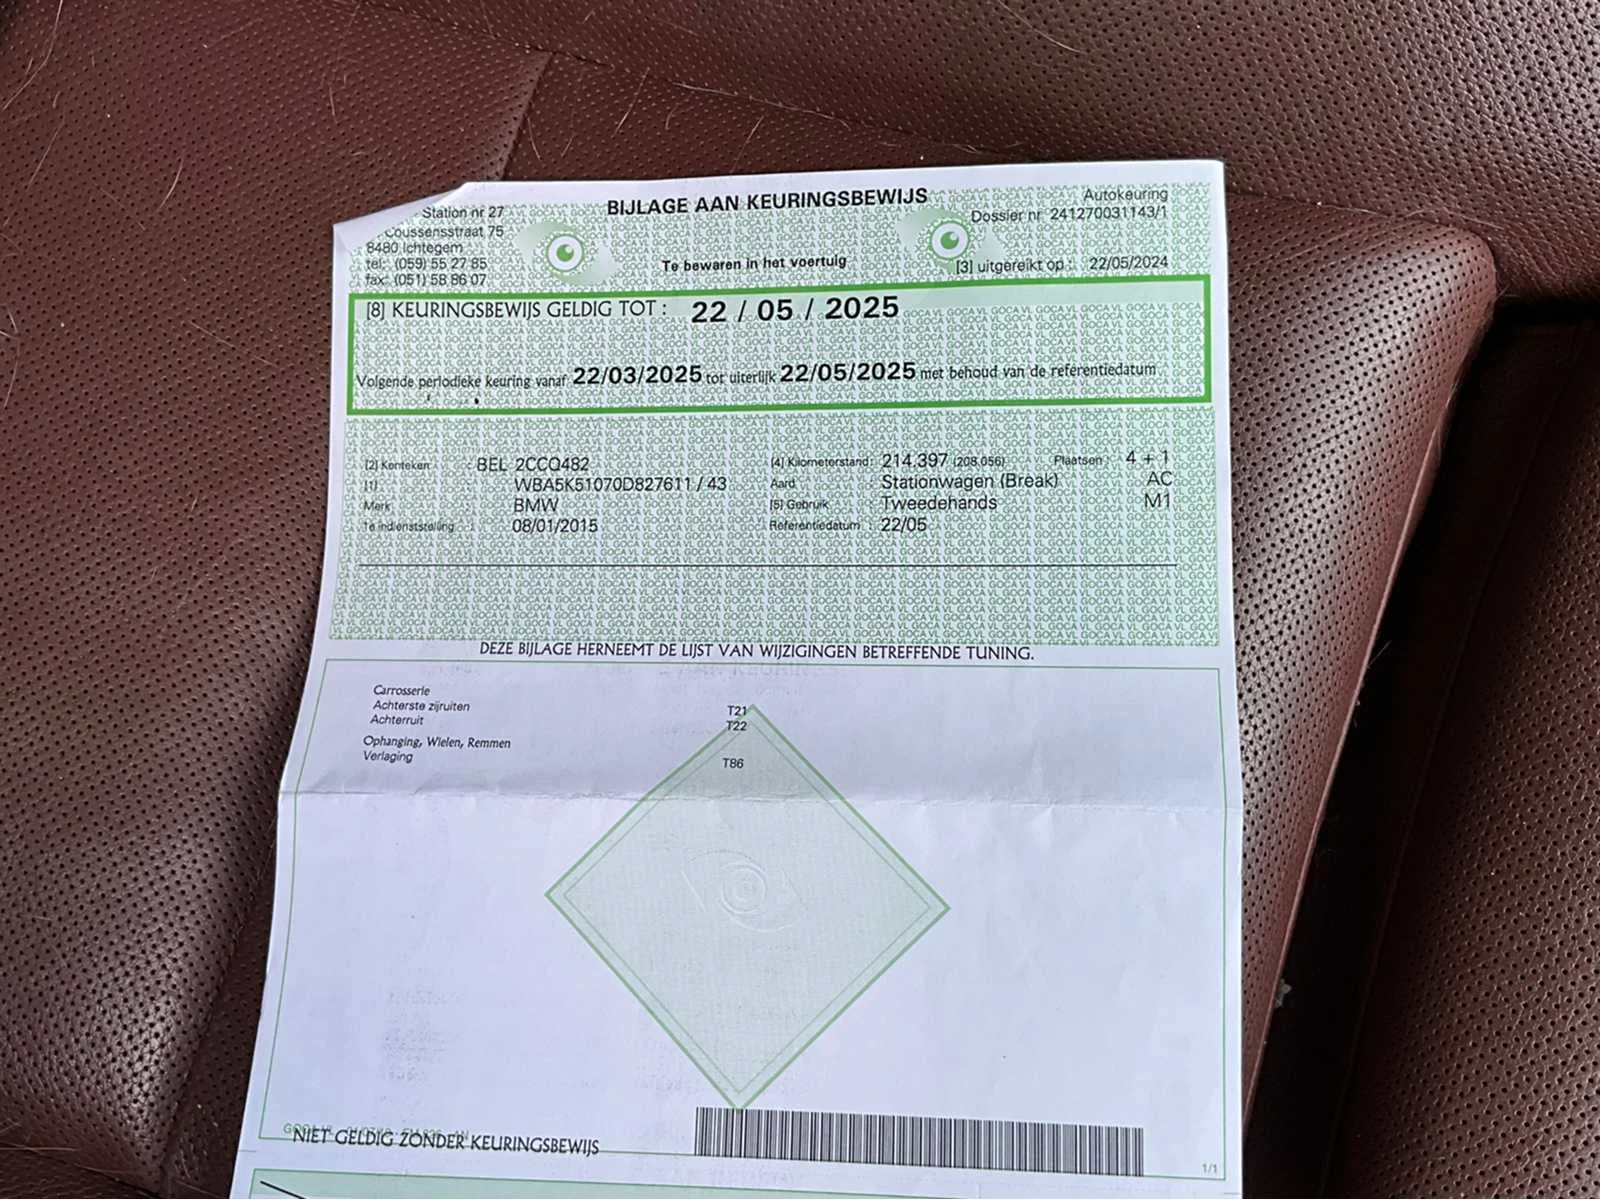 Station nr 27
Coussensstraat 75
8480 Ichtegem
tel: (059) 55 27 85
fax: (051) 58 86 07
BIJLAGE AAN KEURINGSBEWIJS
Te bewaren in het voertuig
Autokeuring
Dossier nr 241270031143/1
[3] uitgereikt op : 22/05/2024
[8] KEURINGSBEWIJS GELDIG TOT : 22 / 05 / 2025
Volgende periodieke keuring vanaf 22/03/2025 tot uiterlijk 22/05/2025 met behoud van de referentiedatum
[2] Kenteken : BEL 2CCQ482 [4] Kilometerstand: 214.397 (208.056) Plaatsen : 4 + 1
[1] : WBA5K51070D827611 / 43 Aard : Stationwagen (Break) AC
Merk : BMW [5] Gebruik : Tweedehands M1
1e indienststelling : 08/01/2015 Referentiedatum : 22/05
DEZE BIJLAGE HERNEEMT DE LIJST VAN WIJZIGINGEN BETREFFENDE TUNING.
Carrosserie
Achterste zijruiten T21
Achterruit T22
Ophanging, Wielen, Remmen
Verlaging T86
NIET GELDIG ZONDER KEURINGSBEWIJS
1/1